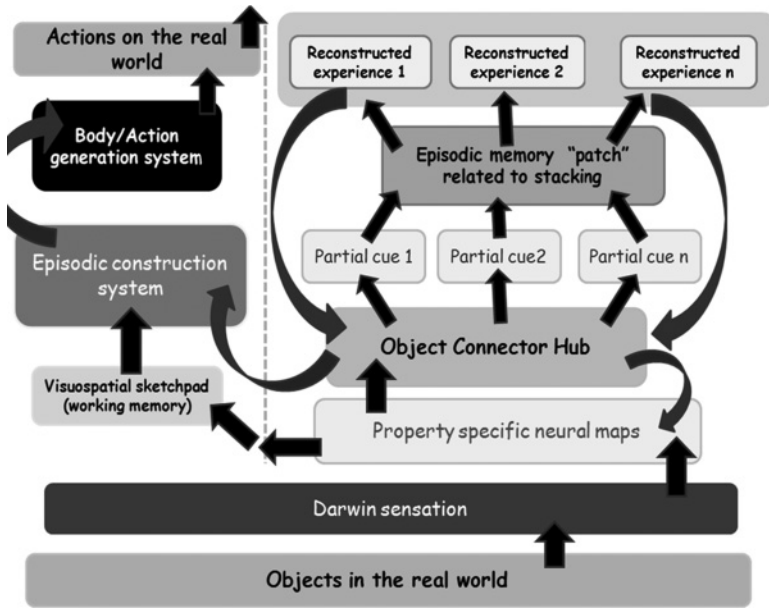 Actions on the real
world
Body/Action
generation system
Episodic construction
system
Visuospatial sketchpad
(working memory)
Reconstructed
experience 1
Reconstructed
experience 2
Reconstructed
experience n
Episodic memory "patch"
related to stacking
Partial cue 1
Partial cue2
Partial cue n
Object Connector Hub
Property specific neural maps
Darwin sensation
Objects in the real world